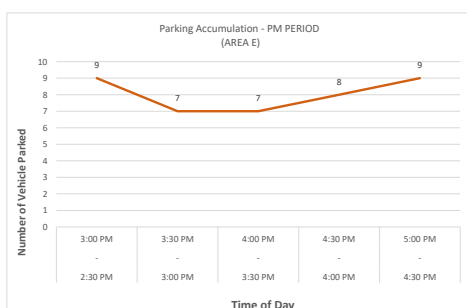 Parking Accumulation - PM PERIOD
(AREA E)
Number of Vehicle Parked
10
9
8
7
6
5
4
3
2
1
0
9
7
7
8
9
3:00 PM 3:30 PM 4:00 PM 4:30 PM 5:00 PM
- - - - -
2:30 PM 3:00 PM 3:30 PM 4:00 PM 4:30 PM
Time of Day